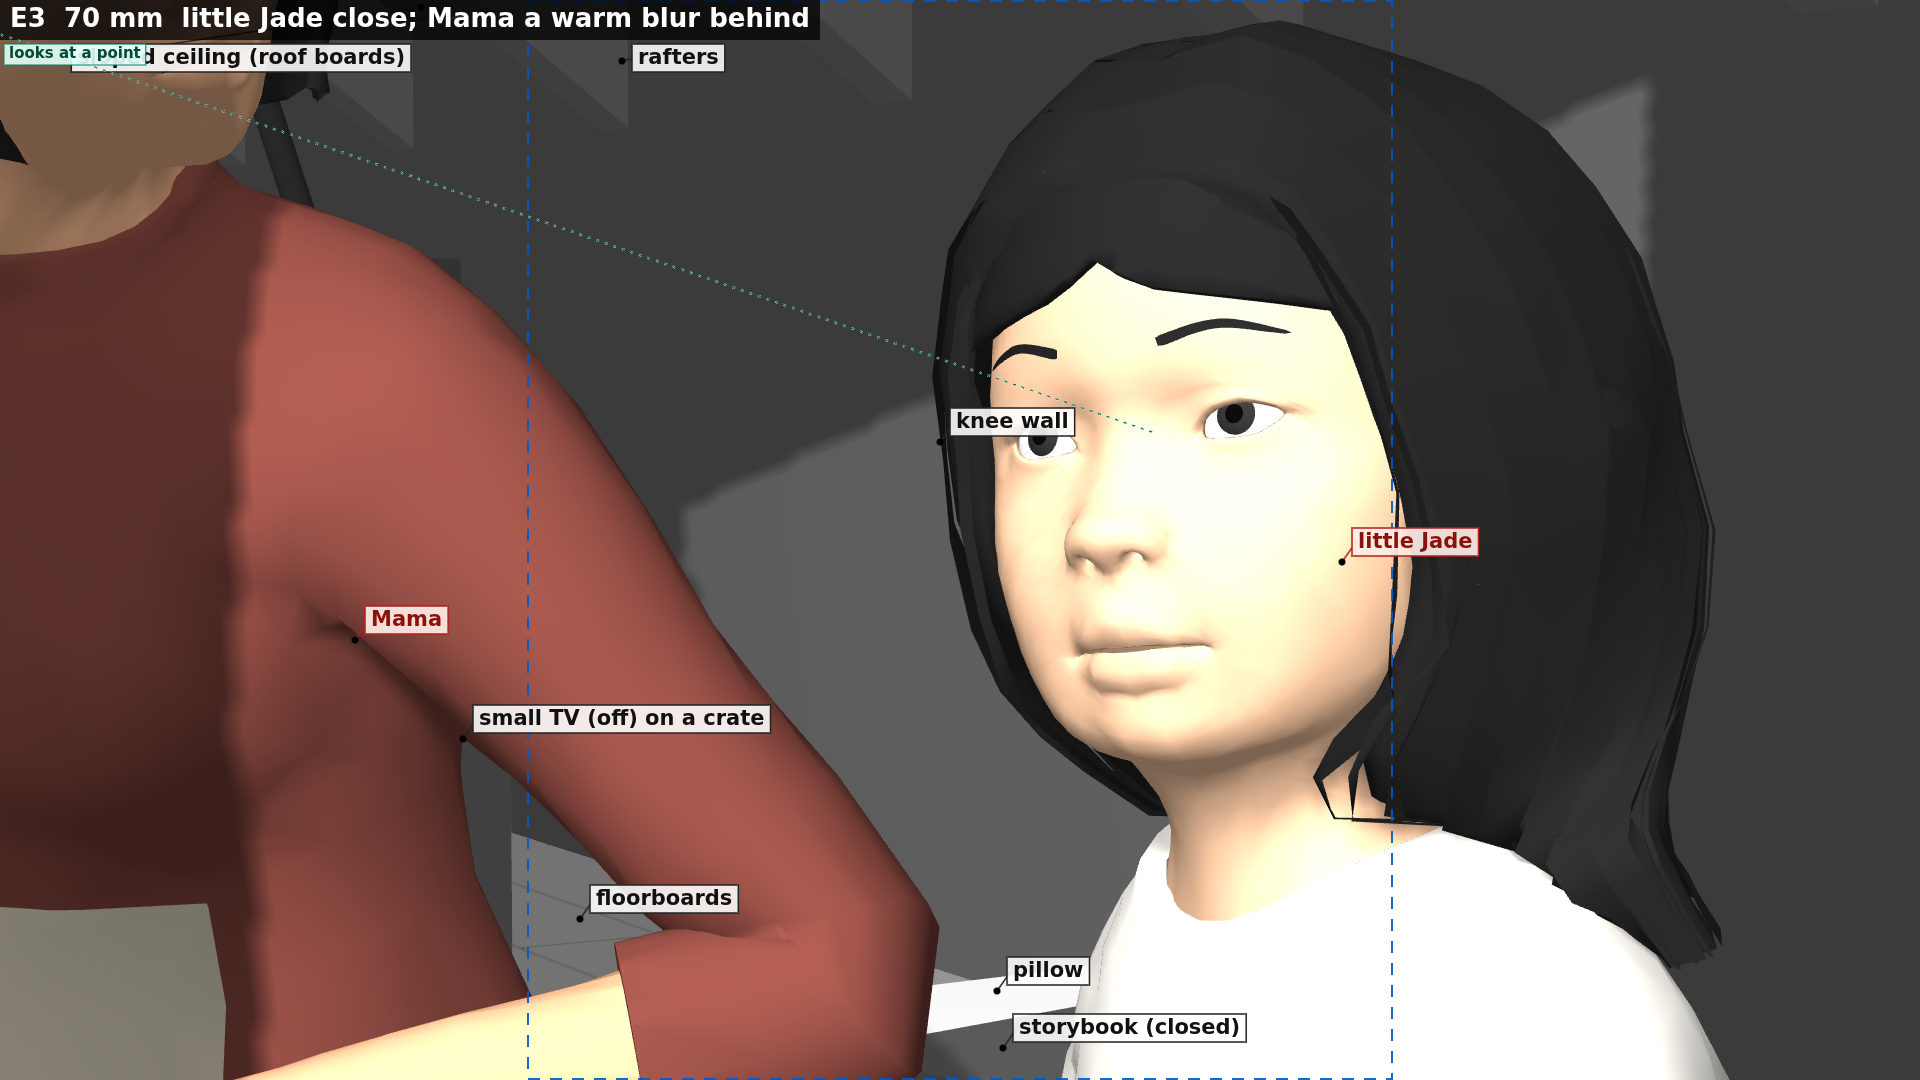 E3 70 mm little Jade close; Mama a warm blur behind
looks at a point
ceiling (roof boards)
rafters
knee wall
little Jade
Mama
small TV (off) on a crate
floorboards
pillow
storybook (closed)